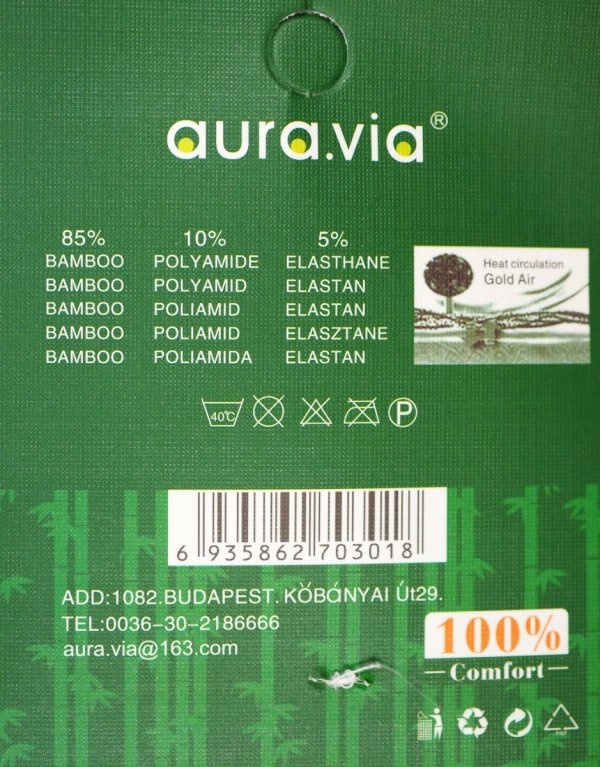 aura.via®
85% 10% 5%
BAMBOO POLYAMIDE ELASTHANE
BAMBOO POLYAMID ELASTAN
BAMBOO POLIAMID ELASTAN
BAMBOO POLIAMID ELASZTANE
BAMBOO POLIAMIDA ELASTAN
Heat circulation
Gold Air
40℃ P
6 935862 703018
ADD:1082.BUDAPEST. KÖBáNYAI Út29.
TEL:0036-30-2186666
aura.via@163.com
100%
Comfort